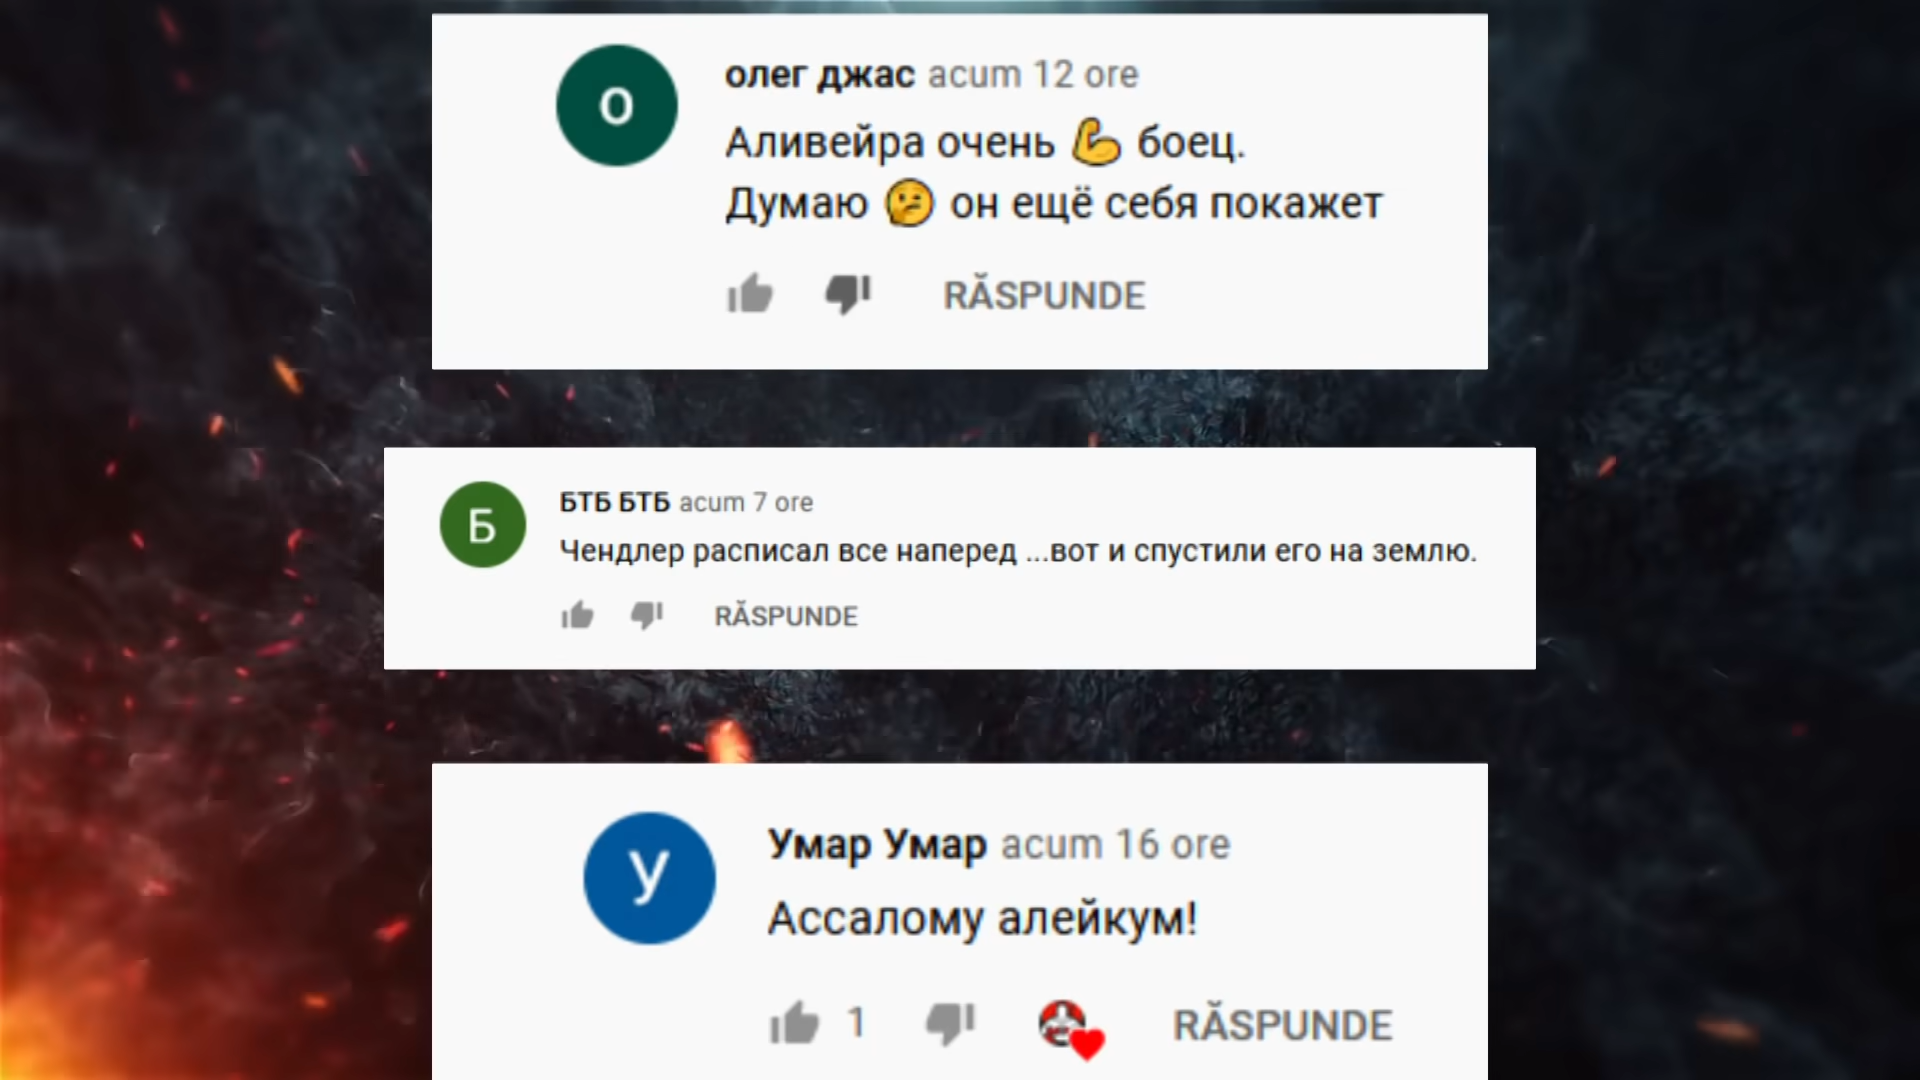 О
олег джас acum 12 ore
Аливейра очень 💪 боец.
Думаю 🤔 он ещё себя покажет
RĂSPUNDE
Б
БТБ БТБ acum 7 ore
Чендлер расписал все наперед ...вот и спустили его на землю.
RĂSPUNDE
У
Умар Умар acum 16 ore
Ассалому алейкум!
1 RĂSPUNDE